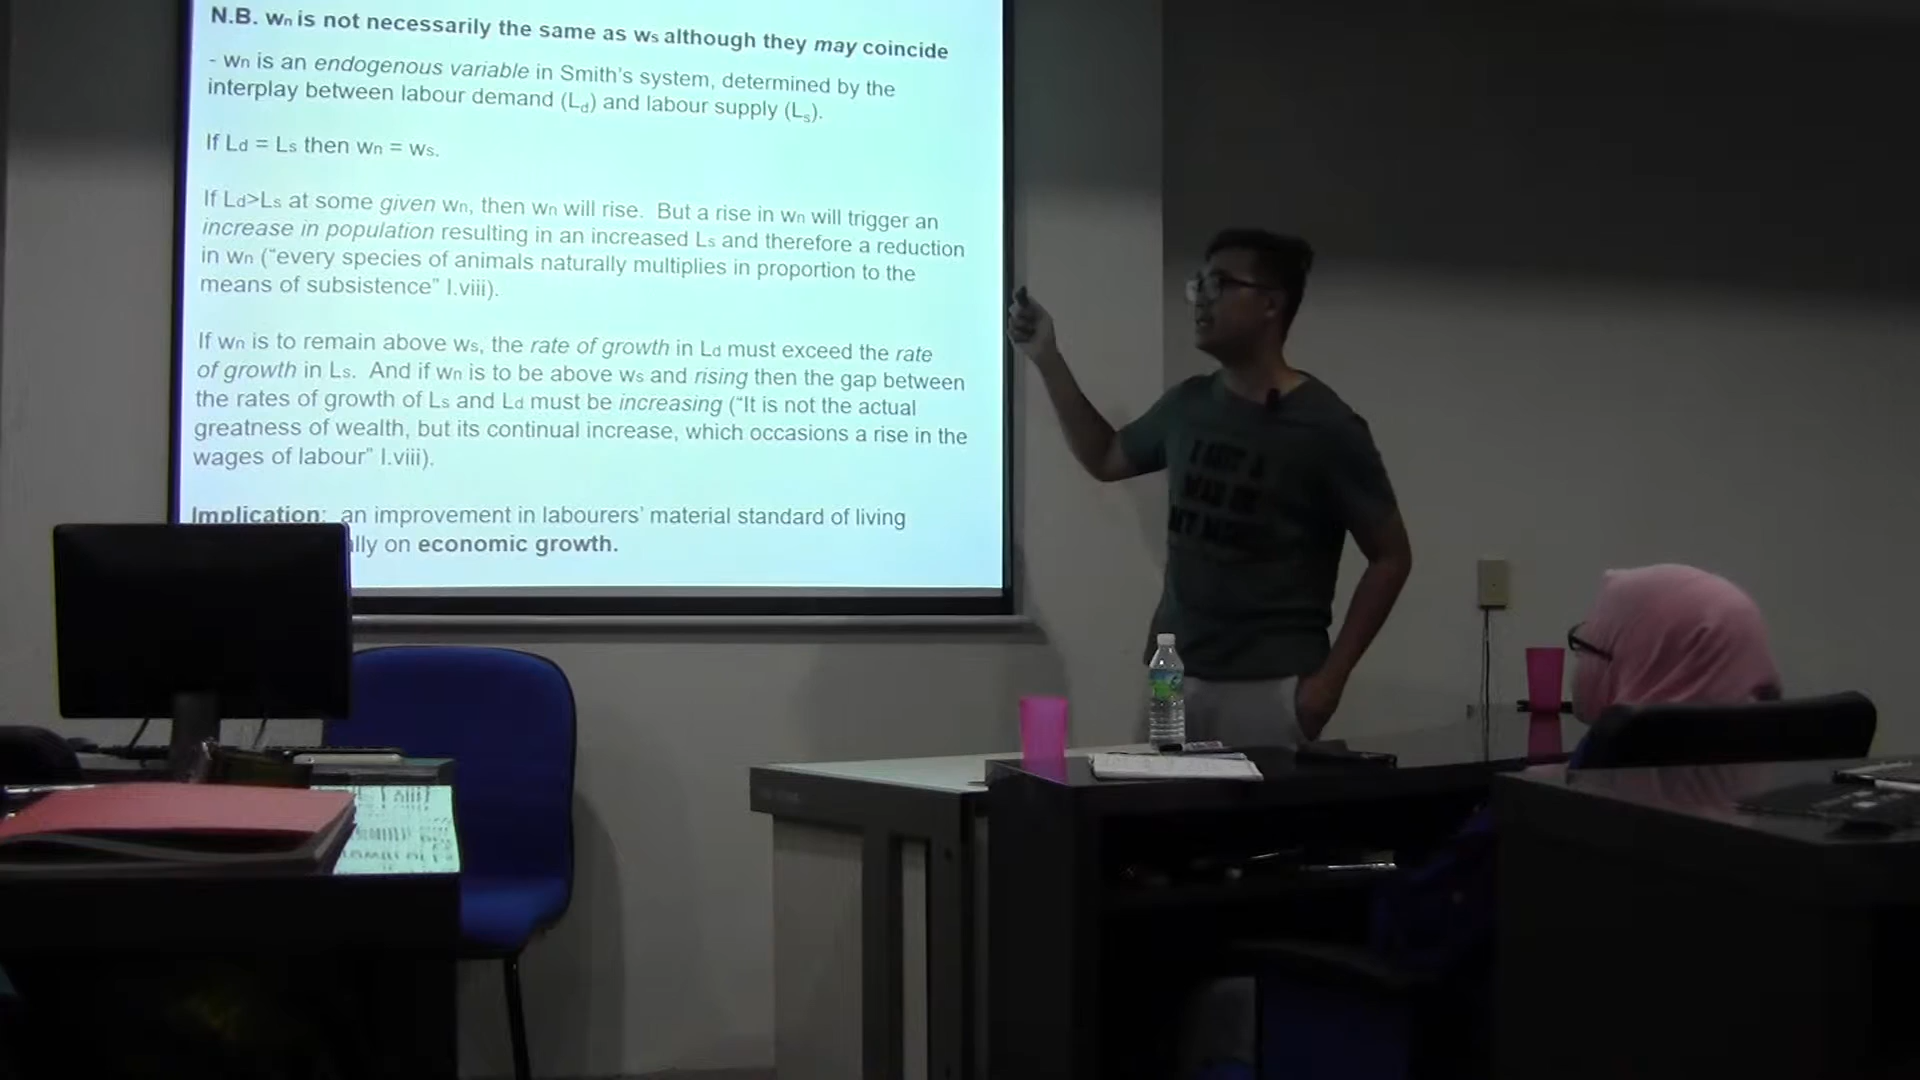 N.B. wn is not necessarily the same as ws although they may coincide
- wn is an endogenous variable in Smith's system, determined by the
interplay between labour demand (Ld) and labour supply (Ls).
If Ld = Ls then wn = ws.
If Ld>Ls at some given wn, then wn will rise. But a rise in wn will trigger an
increase in population resulting in an increased Ls and therefore a reduction
in wn ("every species of animals naturally multiplies in proportion to the
means of subsistence" I.viii).
If wn is to remain above ws, the rate of growth in Ld must exceed the rate
of growth in Ls. And if wn is to be above ws and rising then the gap between
the rates of growth of Ls and Ld must be increasing ("It is not the actual
greatness of wealth, but its continual increase, which occasions a rise in the
wages of labour" I.viii).
Implication: an improvement in labourers' material standard of living
on economic growth.